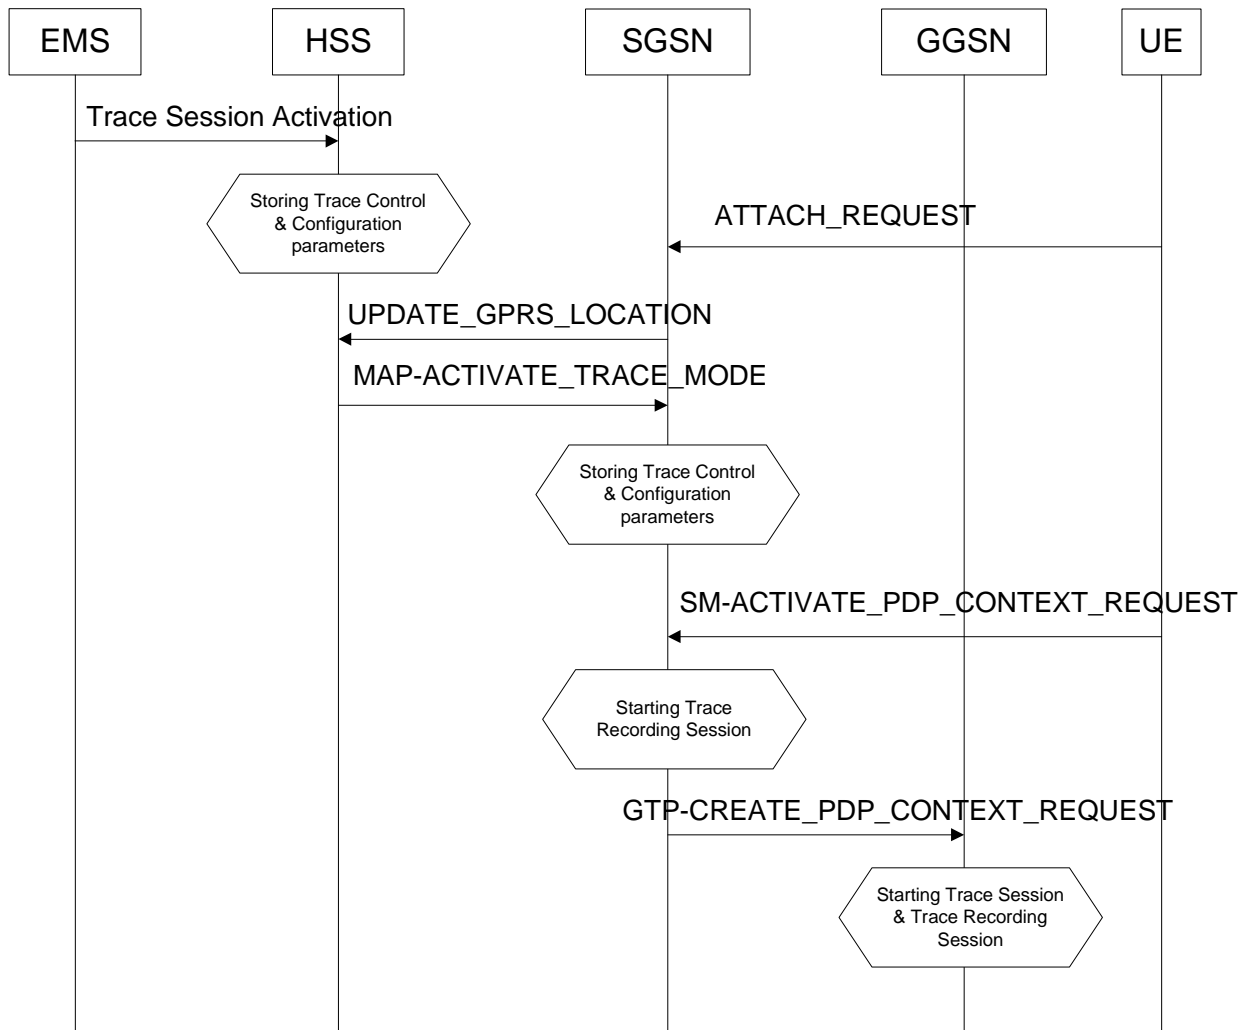 EMS
HSS
SGSN
GGSN
UE
Trace Session Activation
Storing Trace Control
& Configuration
parameters
ATTACH_REQUEST
UPDATE_GPRS_LOCATION
MAP-ACTIVATE_TRACE_MODE
Storing Trace Control
& Configuration
parameters
SM-ACTIVATE_PDP_CONTEXT_REQUEST
Starting Trace
Recording Session
GTP-CREATE_PDP_CONTEXT_REQUEST
Starting Trace Session
& Trace Recording
Session